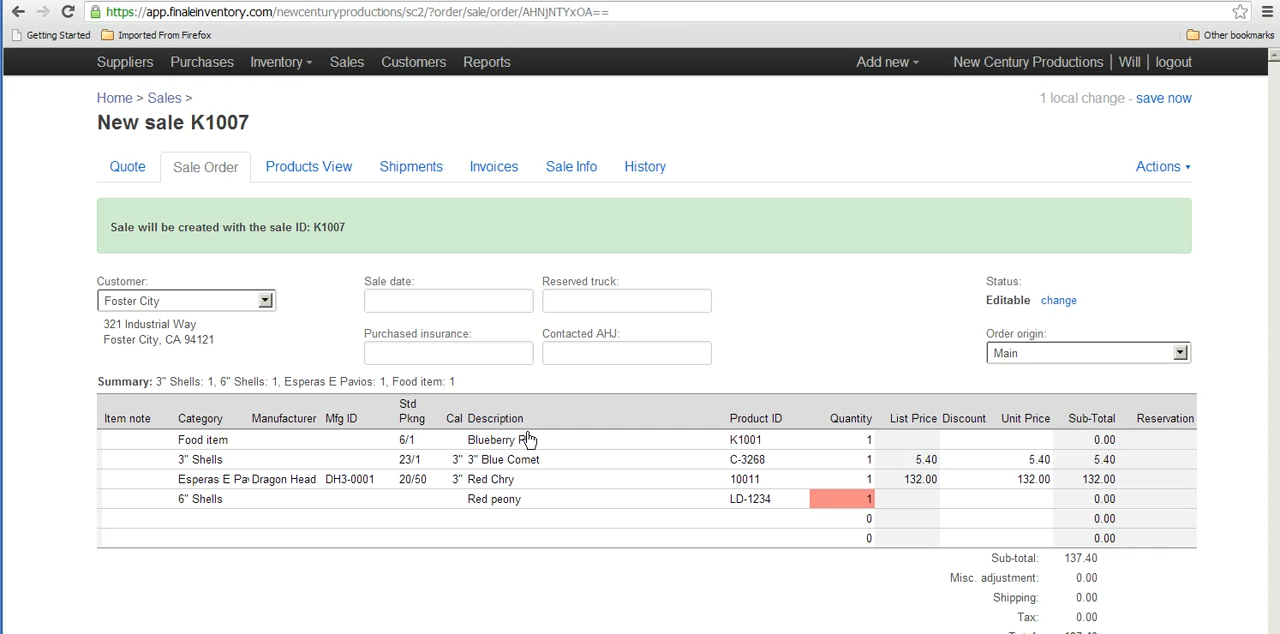 https://app.finaleinventory.com/newcenturyproductions/sc2/?order/sale/order/AHNjNTYxOA==
Getting Started Imported From Firefox Other bookmarks
Suppliers Purchases Inventory Sales Customers Reports Add new New Century Productions | Will | logout
Home > Sales > 1 local change - save now
New sale K1007
Quote Sale Order Products View Shipments Invoices Sale Info History Actions
Sale will be created with the sale ID: K1007
Customer: Sale date: Reserved truck: Status:
Foster City Editable change
321 Industrial Way
Foster City, CA 94121
Purchased insurance: Contacted AHJ: Order origin:
Main
Summary: 3" Shells: 1, 6" Shells: 1, Esperas E Pavios: 1, Food item: 1
Item note Category Manufacturer Mfg ID Std Pkng Cal Description Product ID Quantity List Price Discount Unit Price Sub-Total Reservation
Food item 6/1 Blueberry K1001 1 0.00
3" Shells 23/1 3" 3" Blue Comet C-3268 1 5.40 5.40 5.40
Esperas E Pa Dragon Head DH3-0001 20/50 3" Red Chry 10011 1 132.00 132.00 132.00
6" Shells Red peony LD-1234 1 0.00
0 0.00
0 0.00
Sub-total: 137.40
Misc. adjustment: 0.00
Shipping: 0.00
Tax: 0.00